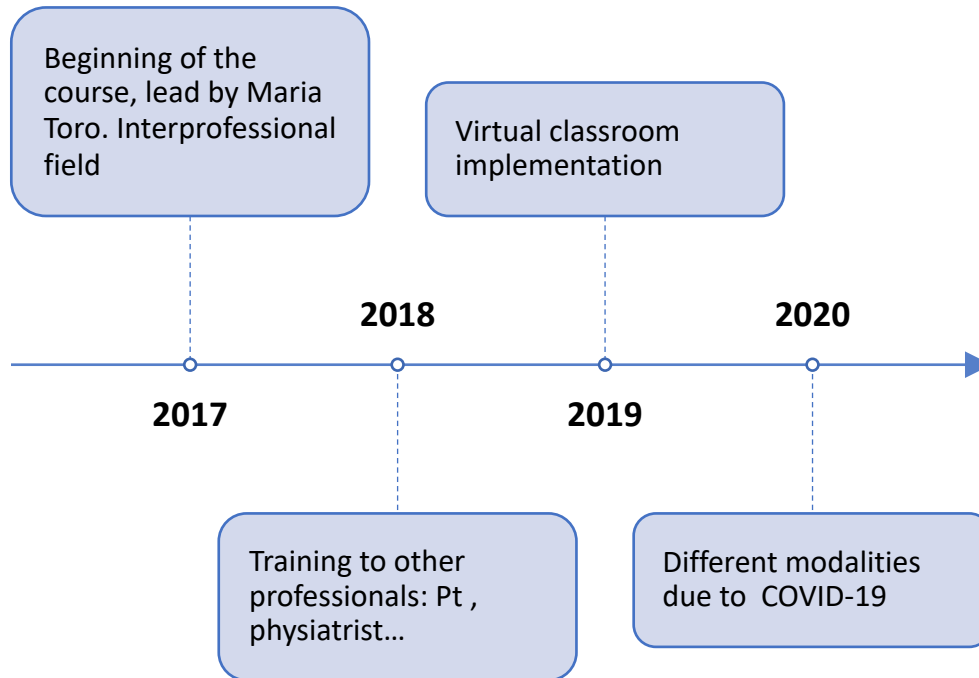 Beginning of the
course, lead by Maria
Toro. Interprofessional
field
Virtual classroom
implementation
2018
2020
2017
2019
Training to other
professionals: Pt ,
physiatrist...
Different modalities
due to  COVID-19